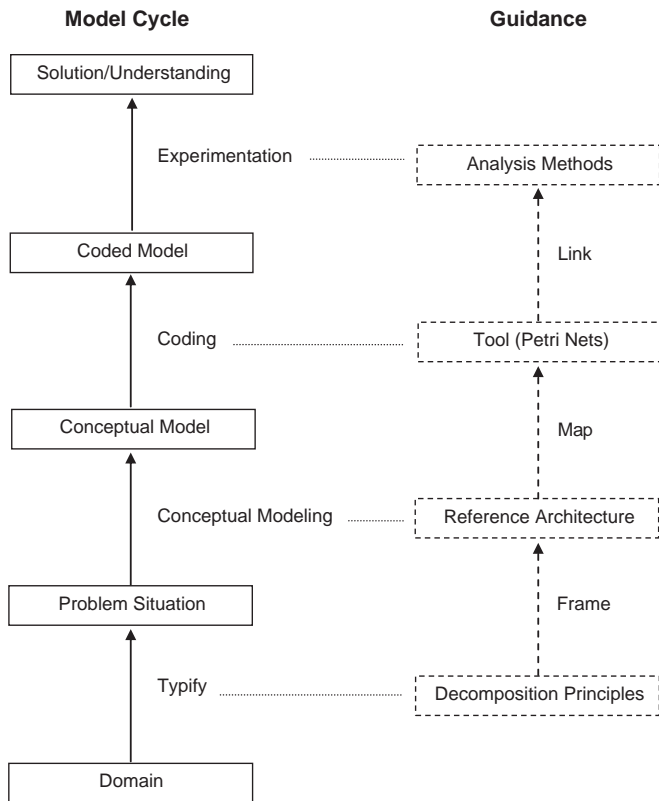 Model Cycle
Guidance
Solution/Understanding
Experimentation
Analysis Methods
Coded Model
Link
Coding
Tool (Petri Nets)
Conceptual Model
Map
Conceptual Modeling
Reference Architecture
Problem Situation
Frame
Typify
Decomposition Principles
Domain